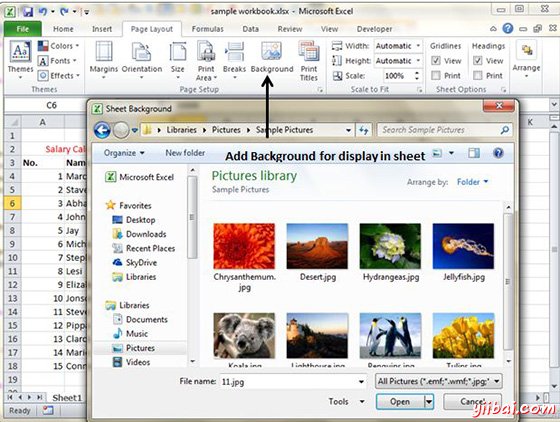 sample workbook.xlsx - Microsoft Excel
File Home Insert Page Layout Formulas Data Review View
Colors Width: Automatic Gridlines Headings
Themes Fonts Margins Orientation Size Print Area Breaks Background Print Titles Height: Automatic View View Arrange
Effects Scale: 100% Print Print
Themes Page Setup Scale to Fit Sheet Options
C6
Sheet Background
Libraries Pictures Sample Pictures Search Sample Pictures
Organize New folder
Add Background for display in sheet
Microsoft Excel
Favorites
Desktop
Downloads
Recent Places
SkyDrive
Libraries
Libraries
Documents
Music
Pictures
Videos
Pictures library
Sample Pictures
Arrange by: Folder
Chrysanthemum.jpg
Desert.jpg
Hydrangeas.jpg
Jellyfish.jpg
Koala.jpg
Lighthouse.jpg
Penguins.jpg
Tulips.jpg
File name: 11.jpg All Pictures (*.emf;*.wmf;*.jpg;*
Tools Open Cancel
A
1
2 Salary Cal
3 No. Nam
4 1 Marc
5 2 Stav
6 3 Abha
7 4 John
8 5 Jay
9 6 Mich
10 7 Steph
11 8 Lesi
12 9 Eliz
13 10 Jonso
14 11 Steve
15 12 Pipp
16 13 Claro
17 14 Mari
18 15 Conn
Sheet1
Ready
yiibai.com